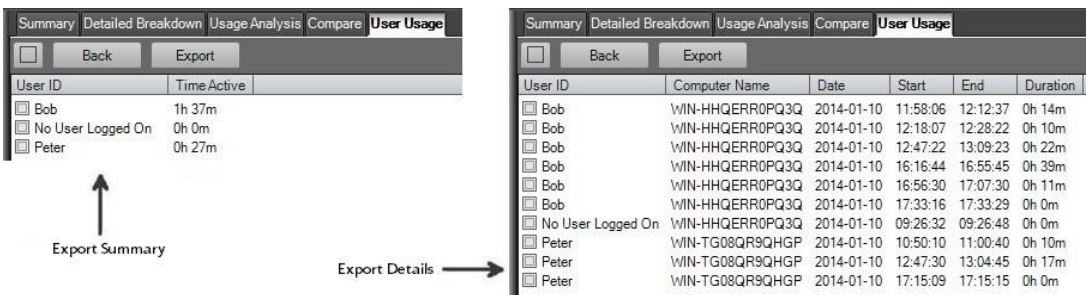 Summary Detailed Breakdown Usage Analysis Compare User Usage
Back Export
User ID Time Active
Bob 1h 37m
No User Logged On 0h 0m
Peter 0h 27m
Export Summary
Summary Detailed Breakdown Usage Analysis Compare User Usage
Back Export
User ID Computer Name Date Start End Duration
Bob WIN-HHQERR0PQ3Q 2014-01-10 11:58:06 12:12:37 0h 14m
Bob WIN-HHQERR0PQ3Q 2014-01-10 12:18:07 12:28:22 0h 10m
Bob WIN-HHQERR0PQ3Q 2014-01-10 12:47:22 13:09:23 0h 22m
Bob WIN-HHQERR0PQ3Q 2014-01-10 16:16:44 16:55:45 0h 39m
Bob WIN-HHQERR0PQ3Q 2014-01-10 16:56:30 17:07:30 0h 11m
Bob WIN-HHQERR0PQ3Q 2014-01-10 17:33:16 17:33:29 0h 0m
No User Logged On WIN-HHQERR0PQ3Q 2014-01-10 09:26:32 09:26:48 0h 0m
Peter WIN-TG08QR9QHGP 2014-01-10 10:50:10 11:00:40 0h 10m
Peter WIN-TG08QR9QHGP 2014-01-10 12:47:30 13:04:45 0h 17m
Peter WIN-TG08QR9QHGP 2014-01-10 17:15:09 17:15:15 0h 0m
Export Details